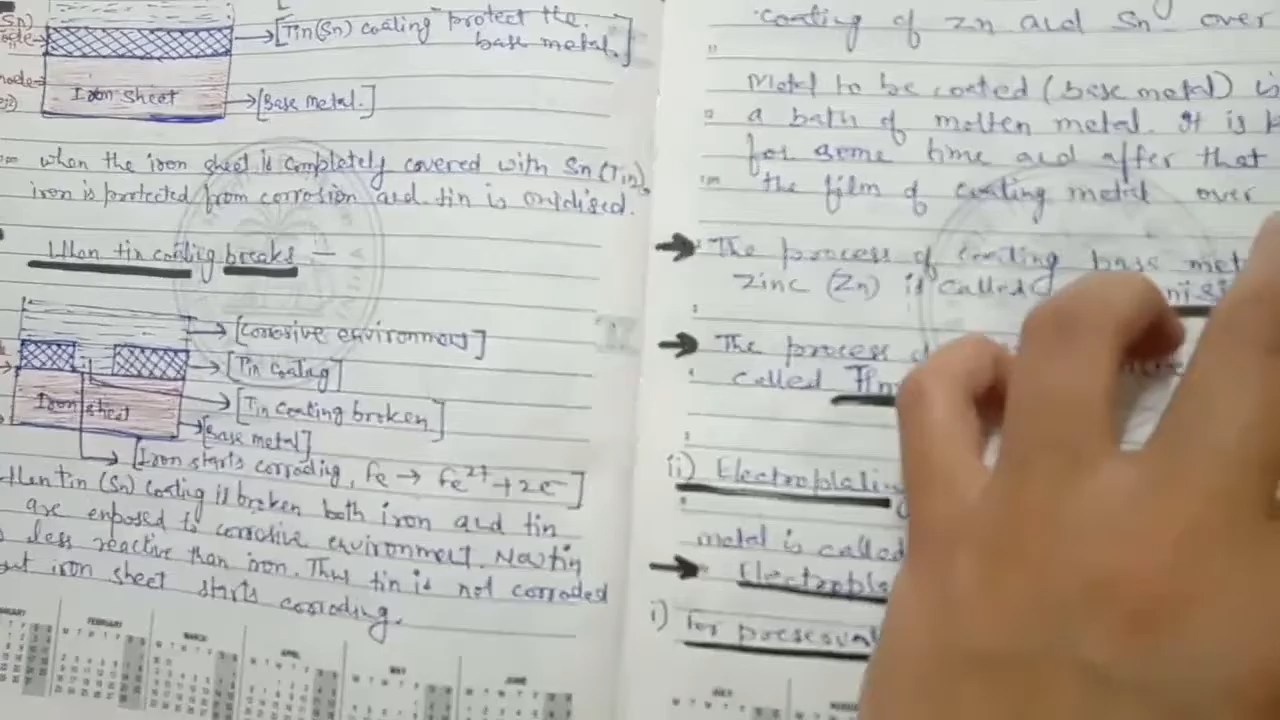 [Tin(Sn) coating protect the
base metal.]
Iron sheet
[Base metal.]
when the iron sheet is completely covered with Sn(Tin),
iron is protected from corrosion and tin is oxidised.
When tin coating breaks —
[Corrosive environment]
[Tin coating]
[Tin coating broken]
Iron sheet
[Base metal]
[Iron starts corroding, Fe → Fe2+ + 2e-]
When tin (Sn) coating is broken both iron and tin
are exposed to corrosive environment. Now tin
less reactive than iron. Thus tin is not corroded
but iron sheet starts corroding.
FEBRUARY
MARCH
APRIL
MAY
JUNE
coating of Zn and Sn over
Metal to be coated (base metal) is
a bath of molten metal. It is
for some time and after that
the film of coating metal over
The process of coating base
Zinc (Zn) is called
The process
called
ii) Electroplating
metal is called
i) For
JULY